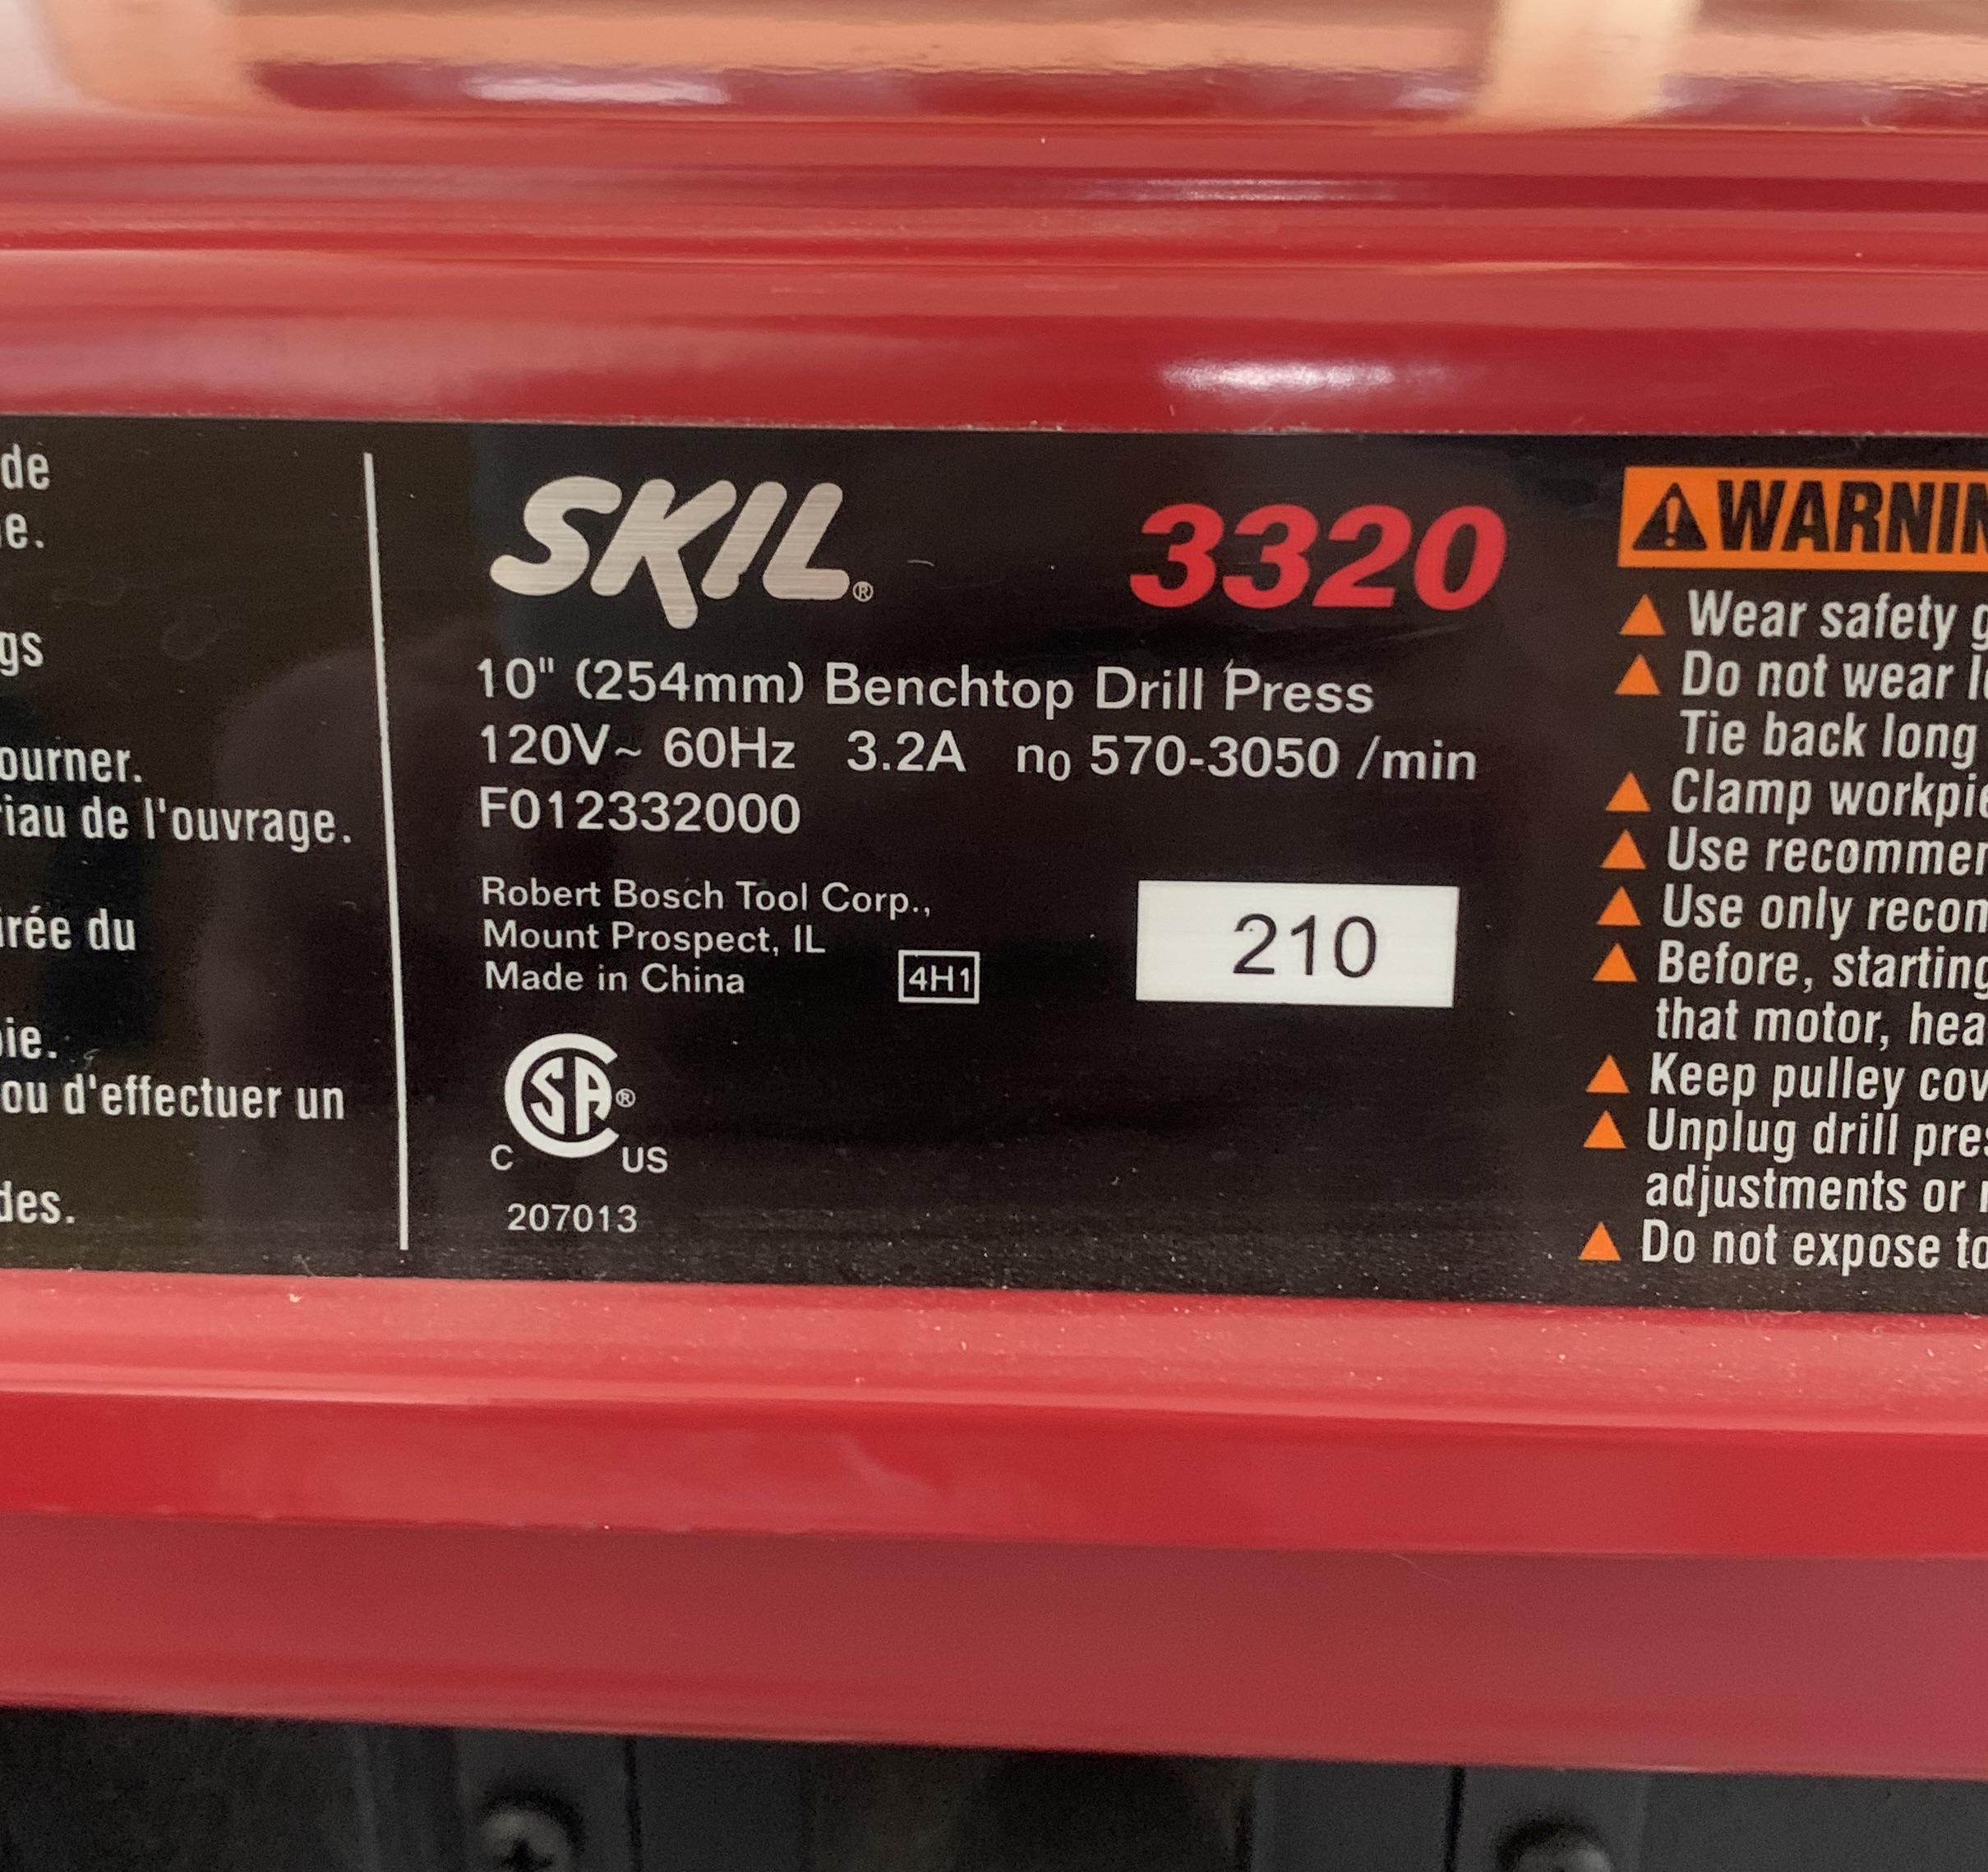 de
e.
gs
ourner.
riau de l'ouvrage.
irée du
oie.
ou d'effectuer un
des.
SKIL®
3320
10" (254mm) Benchtop Drill Press
120V~ 60Hz 3.2A n₀ 570-3050 /min
F012332000
Robert Bosch Tool Corp.,
Mount Prospect, IL
Made in China
4H1
210
CSA®
C US
207013
WARNIN
Wear safety g
Do not wear l
Tie back long
Clamp workpie
Use recommen
Use only recom
Before, starting
that motor, hea
Keep pulley cov
Unplug drill pres
adjustments or
Do not expose to